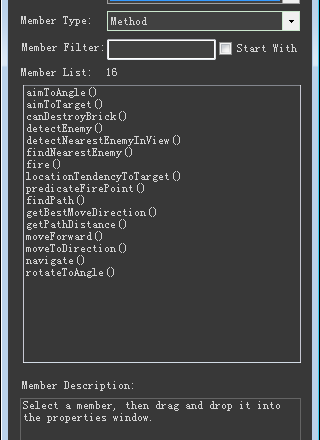 Member Type: Method
Member Filter: Start With
Member List: 16
aimToAngle()
aimToTarget()
canDestroyBrick()
detectEnemy()
detectNearestEnemyInView()
findNearestEnemy()
fire()
locationTendencyToTarget()
predicateFirePoint()
findPath()
getBestMoveDirection()
getPathDistance()
moveForward()
moveToDirection()
navigate()
rotateToAngle()
Member Description:
Select a member, then drag and drop it into
the properties window.